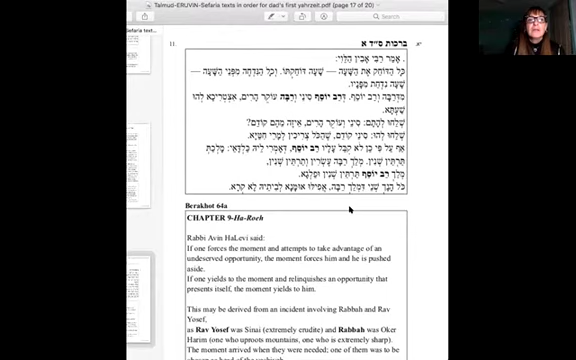 Talmud-ERUVIN-Sefaria texts in order for dad's first yahrzeit.pdf (page 17 of 20)
11.
ברכות ס״ד א
. אָמַר רַבִּי אָבִין הַלֵּוִי:
כׇּל הַדּוֹחֵק אֶת הַשָּׁעָה — שָׁעָה דּוֹחַקְתּוֹ. וְכׇל הַנִּדְחֶה מִפְּנֵי הַשָּׁעָה —
שָׁעָה נִדְחֵת מִפָּנָיו.
מִדְּרַבָּה וְרַב יוֹסֵף. דְּרַב יוֹסֵף סִינַי וְרַבָּה עוֹקֵר הָרִים, אִצְטְרִיכָא לְהוּ
שַׁעְתָּא.
שְׁלַחוּ לְהָתָם: סִינַי וְעוֹקֵר הָרִים, אֵיזֶה מֵהֶם קוֹדֵם?
שְׁלַחוּ לְהוּ: סִינַי קוֹדֵם, שֶׁהַכֹּל צְרִיכִין לְמָרֵי חִטַּיָּא.
אַף עַל פִּי כֵן לֹא קִבֵּל עָלָיו רַב יוֹסֵף, דְּאָמְרִי לֵיהּ כַּלְדָּאֵי: מָלְכַתְּ
תַּרְתֵּין שְׁנִין. מְלַךְ רַבָּה עֶשְׂרִין וְתַרְתֵּין שְׁנִין,
מְלַךְ רַב יוֹסֵף תַּרְתֵּין שְׁנִין וּפַלְגָא.
כׇּל הָנָךְ שְׁנֵי דִּמְלַךְ רַבָּה, אֲפִילּוּ אוּמָּנָא לְבֵיתֵיהּ לָא קְרָא.
Berakhot 64a
CHAPTER 9-Ha-Roeh
Rabbi Avin HaLevi said:
If one forces the moment and attempts to take advantage of an
undeserved opportunity, the moment forces him and he is pushed
aside.
If one yields to the moment and relinquishes an opportunity that
presents itself, the moment yields to him.
This may be derived from an incident involving Rabbah and Rav
Yosef,
as Rav Yosef was Sinai (extremely erudite) and Rabbah was Oker
Harim (one who uproots mountains, one who is extremely sharp).
The moment arrived when they were needed; one of them was to be